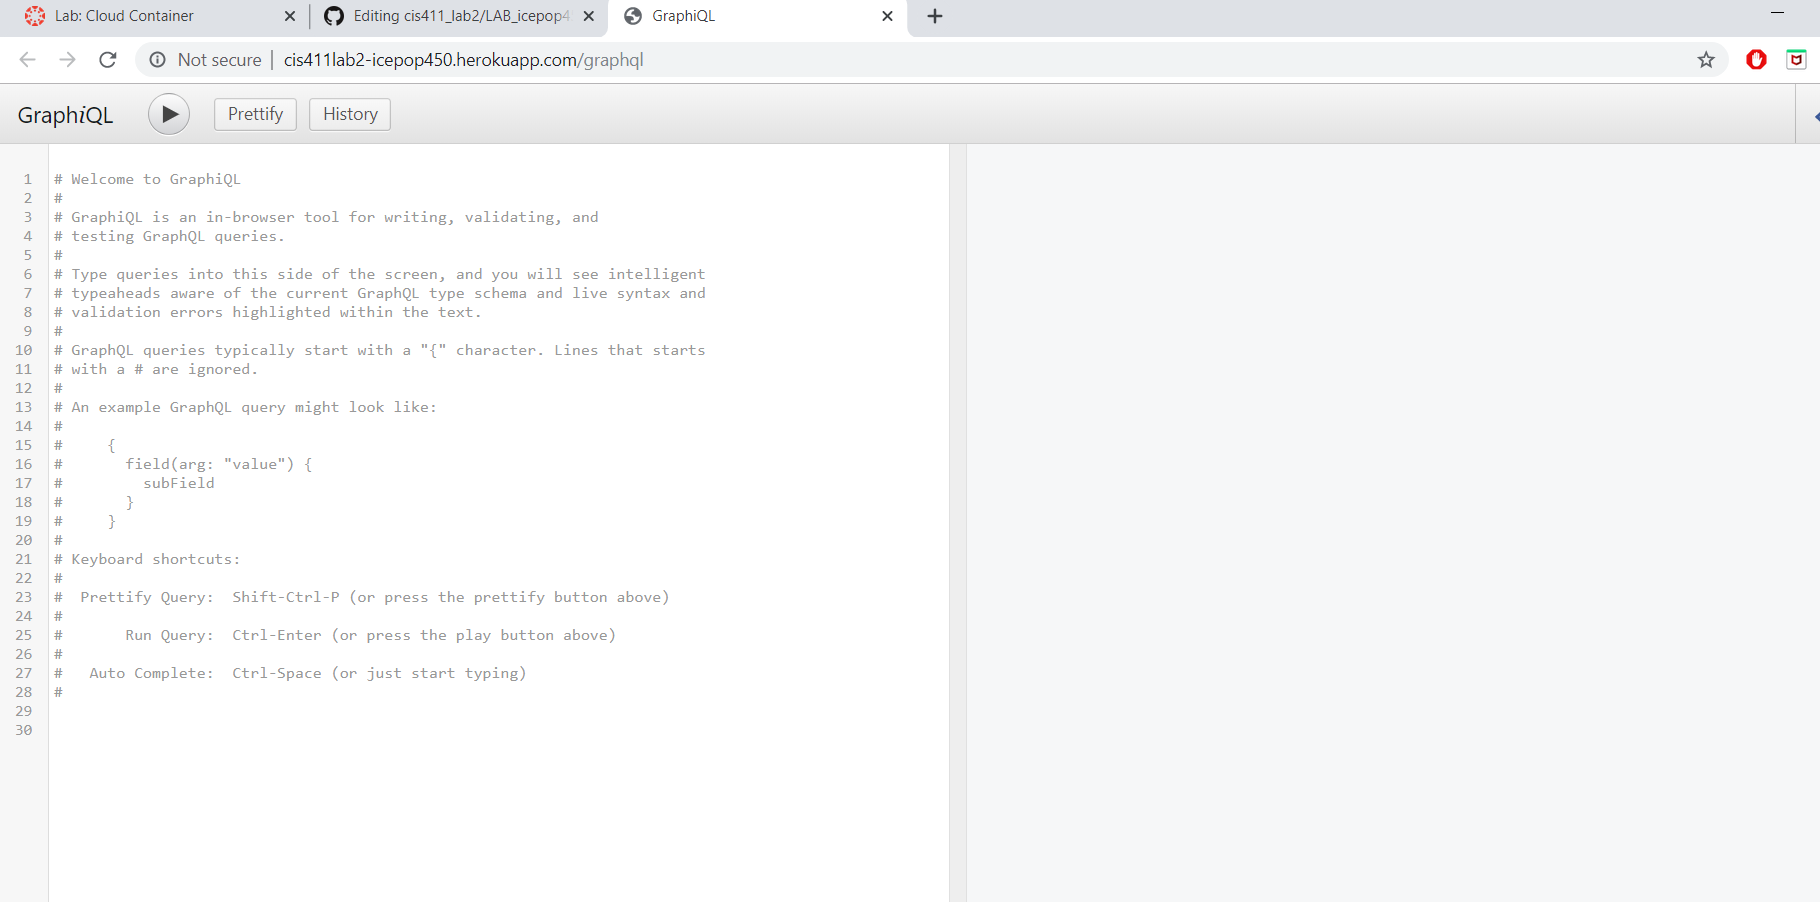 Lab: Cloud Container
Editing cis411_lab2/LAB_icepop4
GraphiQL
Not secure | cis411lab2-icepop450.herokuapp.com/graphql
GraphiQL Prettify History
1 # Welcome to GraphiQL
2 #
3 # GraphiQL is an in-browser tool for writing, validating, and
4 # testing GraphQL queries.
5 #
6 # Type queries into this side of the screen, and you will see intelligent
7 # typeaheads aware of the current GraphQL type schema and live syntax and
8 # validation errors highlighted within the text.
9 #
10 # GraphQL queries typically start with a "{" character. Lines that starts
11 # with a # are ignored.
12 #
13 # An example GraphQL query might look like:
14 #
15 #     {
16 #       field(arg: "value") {
17 #         subField
18 #       }
19 #     }
20 #
21 # Keyboard shortcuts:
22 #
23 #  Prettify Query:  Shift-Ctrl-P (or press the prettify button above)
24 #
25 #       Run Query:  Ctrl-Enter (or press the play button above)
26 #
27 #   Auto Complete:  Ctrl-Space (or just start typing)
28 #
29
30